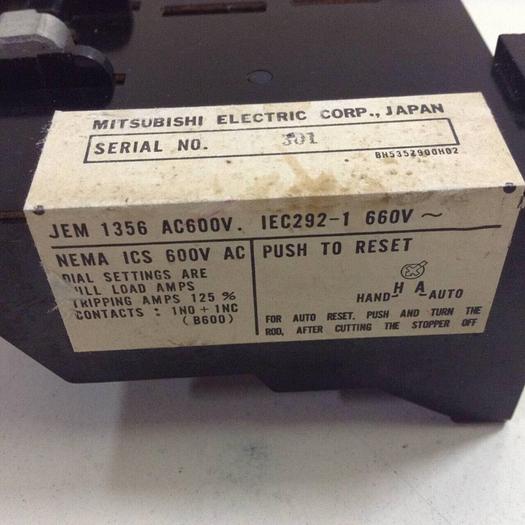 MITSUBISHI ELECTRIC CORP., JAPAN
SERIAL NO. 301
BH535Z900H02
JEM 1356 AC600V. IEC292-1 660V ~
NEMA ICS 600V AC
DIAL SETTINGS ARE
FULL LOAD AMPS
TRIPPING AMPS 125 %
CONTACTS : 1NO + 1NC
(B600)
PUSH TO RESET
H A
HAND AUTO
FOR AUTO RESET, PUSH AND TURN THE
ROD, AFTER CUTTING THE STOPPER OFF